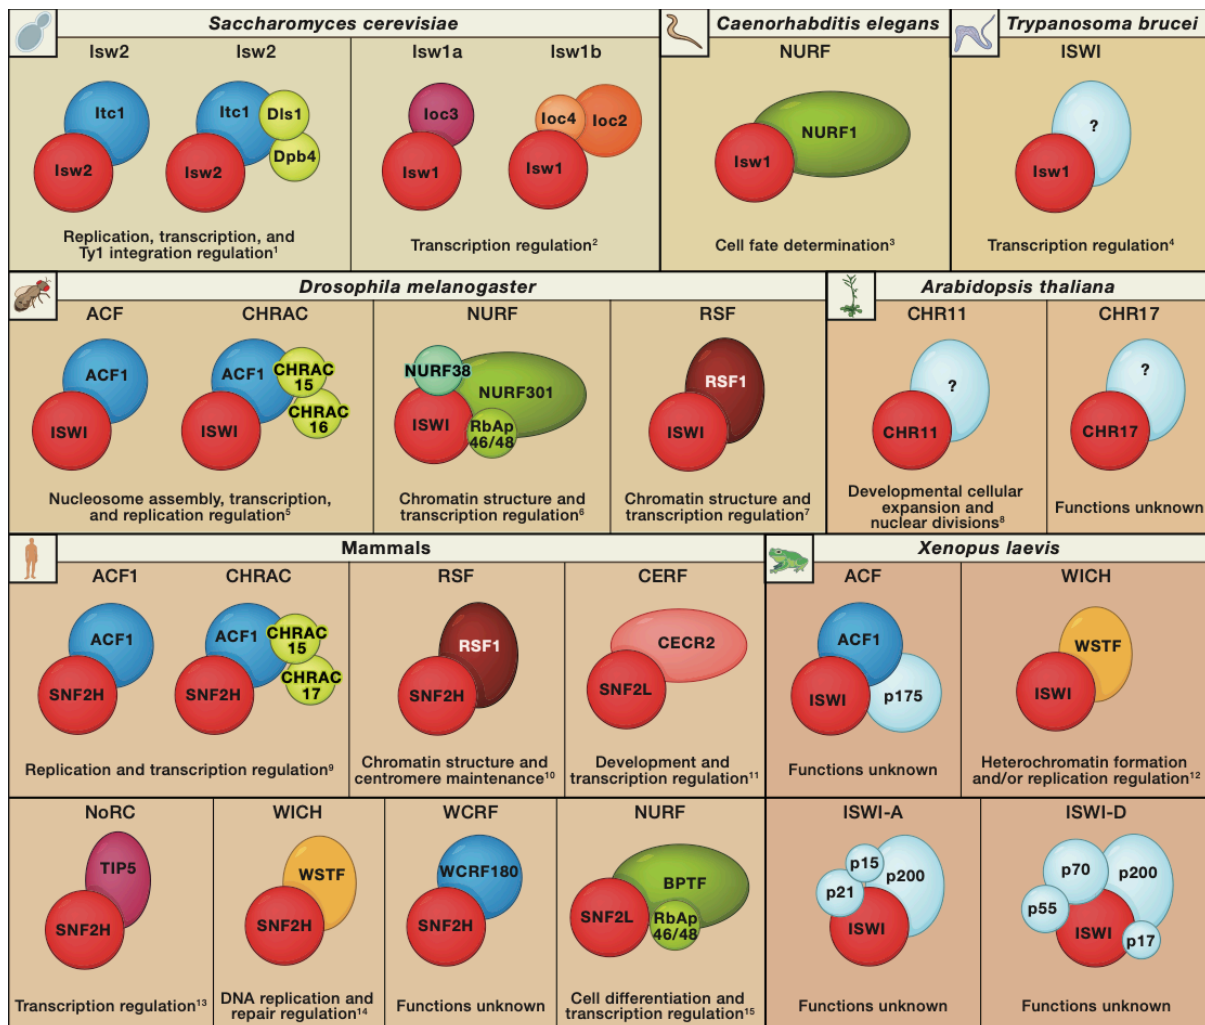 Saccharomyces cerevisiae
Isw2
Itc1
Isw2
Isw2
Itc1
Dls1
Dpb4
Isw2
Replication, transcription, and
Ty1 integration regulation¹
Isw1a
Ioc3
Isw1
Isw1b
Ioc4
Ioc2
Isw1
Transcription regulation²
Caenorhabditis elegans
NURF
NURF1
Isw1
Cell fate determination³
Trypanosoma brucei
ISWI
?
Isw1
Transcription regulation⁴
Drosophila melanogaster
ACF
ACF1
ISWI
CHRAC
ACF1
CHRAC
15
CHRAC
16
ISWI
Nucleosome assembly, transcription,
and replication regulation⁵
NURF
NURF38
NURF301
ISWI
RbAp
46/48
Chromatin structure and
transcription regulation⁶
RSF
RSF1
ISWI
Chromatin structure and
transcription regulation⁷
Arabidopsis thaliana
CHR11
?
CHR11
Developmental cellular
expansion and
nuclear divisions⁸
CHR17
?
CHR17
Functions unknown
Mammals
ACF1
ACF1
SNF2H
CHRAC
ACF1
CHRAC
15
CHRAC
17
SNF2H
Replication and transcription regulation⁹
RSF
RSF1
SNF2H
Chromatin structure and
centromere maintenance¹⁰
CERF
CECR2
SNF2L
Development and
transcription regulation¹¹
Xenopus laevis
ACF
ACF1
ISWI
p175
Functions unknown
WICH
WSTF
ISWI
Heterochromatin formation
and/or replication regulation¹²
NoRC
TIP5
SNF2H
Transcription regulation¹³
WICH
WSTF
SNF2H
DNA replication and
repair regulation¹⁴
WCRF
WCRF180
SNF2H
Functions unknown
NURF
BPTF
SNF2L
RbAp
46/48
Cell differentiation and
transcription regulation¹⁵
ISWI-A
p15
p200
p21
ISWI
Functions unknown
ISWI-D
p70
p200
p55
ISWI
p17
Functions unknown